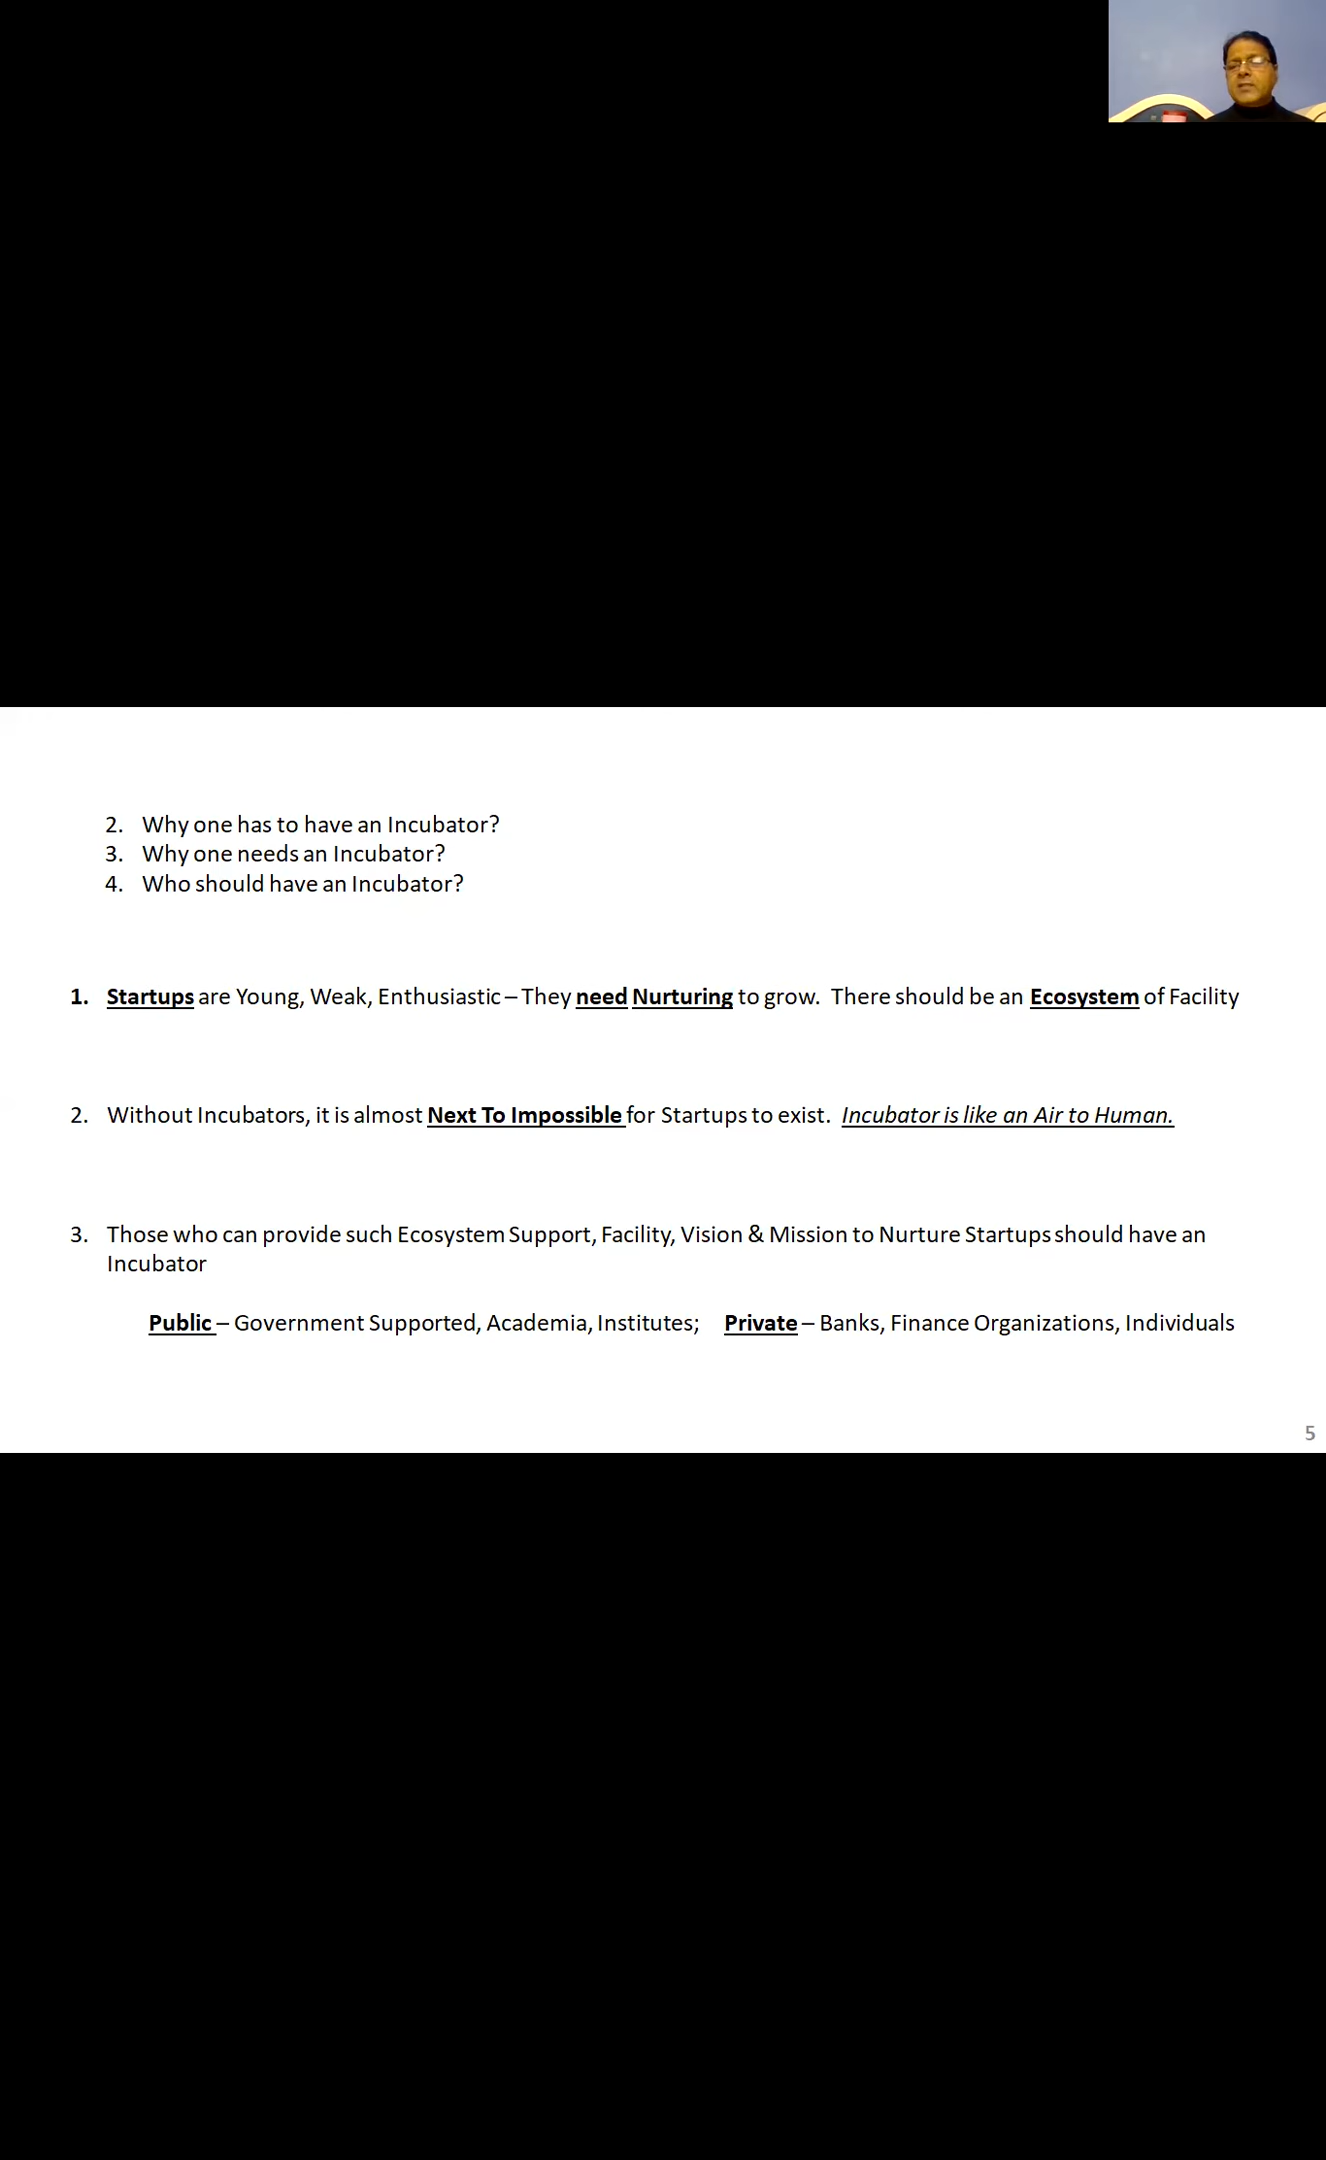 2. Why one has to have an Incubator?
3. Why one needs an Incubator?
4. Who should have an Incubator?
1. Startups are Young, Weak, Enthusiastic – They need Nurturing to grow. There should be an Ecosystem of Facility
2. Without Incubators, it is almost Next To Impossible for Startups to exist. Incubator is like an Air to Human.
3. Those who can provide such Ecosystem Support, Facility, Vision & Mission to Nurture Startups should have an
Incubator
Public – Government Supported, Academia, Institutes; Private – Banks, Finance Organizations, Individuals
5